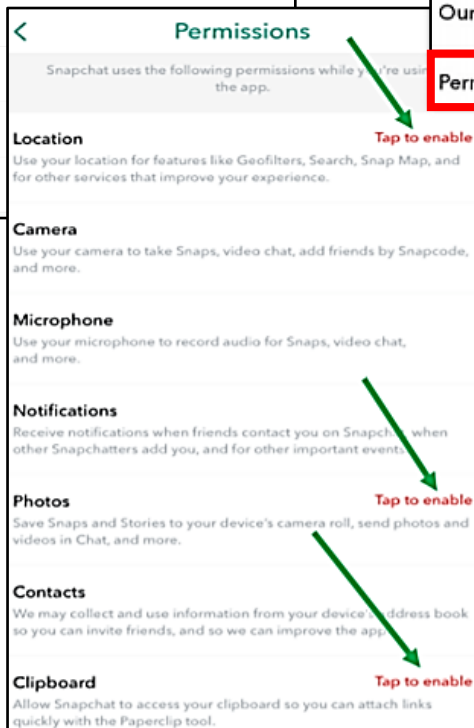 Permissions
Snapchat uses the following permissions while you're
the app.
Location
Tap to enable
Use your location for features like Geofilters, Search, Snap Map, and
for other services that improve your experience.
Camera
Use your camera to take Snaps, video chat, add friends by Snapcode,
and more.
Microphone
Use your microphone to record audio for Snaps, video chat,
and more.
Notifications
Receive notifications when friends contact you on Snapchat, when
other Snapchatters add you, and for other important events
Photos
Tap to enable
Save Snaps and Stories to your device's camera roll, send photos and
videos in Chat, and more.
Contacts
We may collect and use information from your device's address book
so you can invite friends, and so we can improve the app
Clipboard
Tap to enable
Allow Snapchat to access your clipboard so you can attach links
quickly with the Paperclip tool.